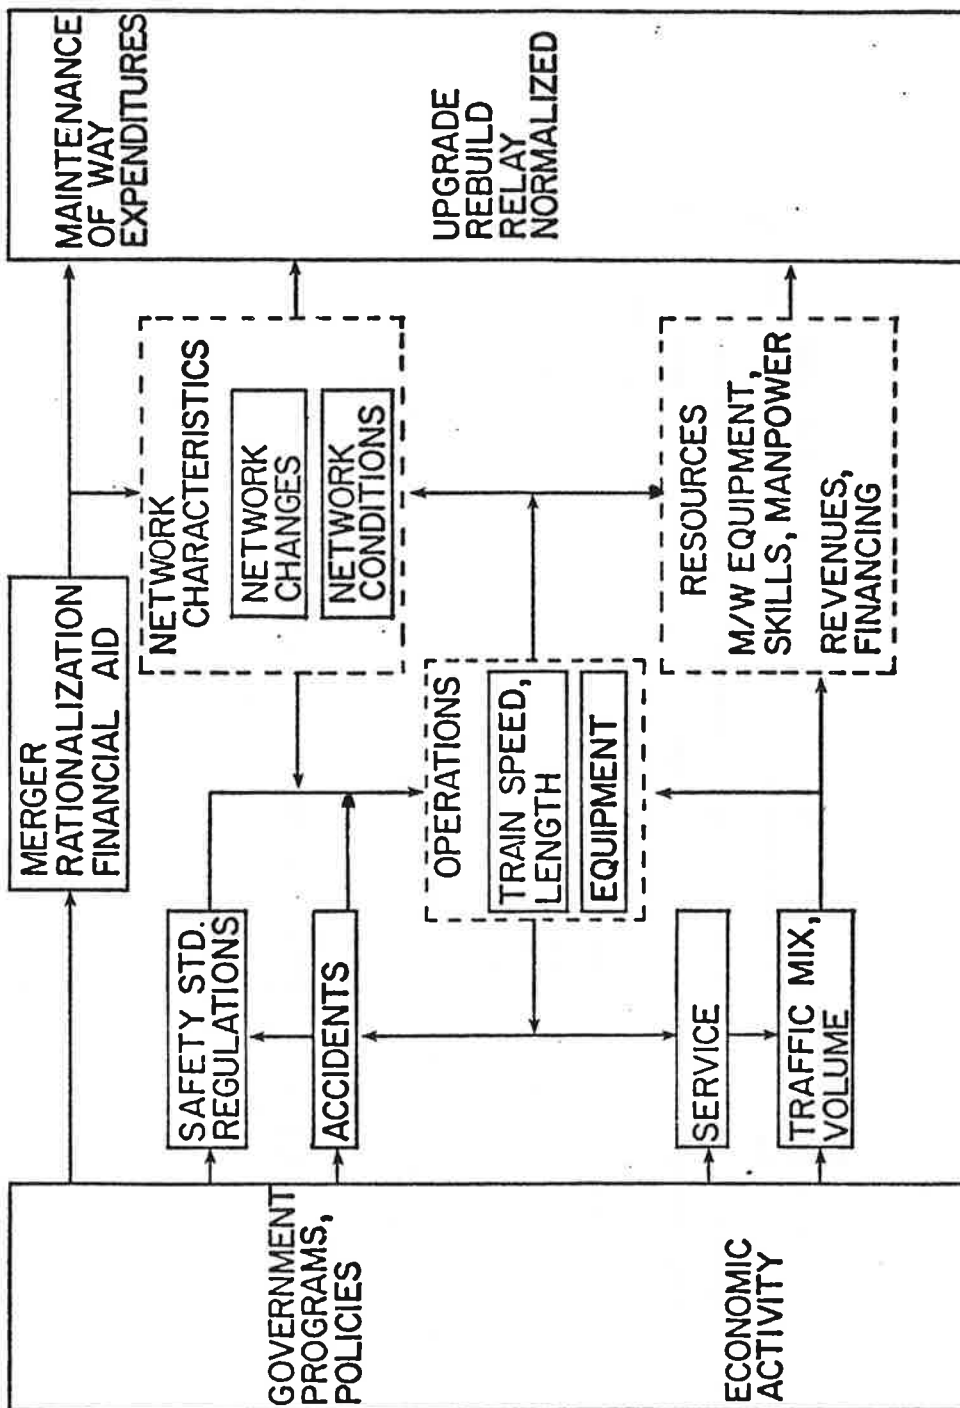 GOVERNMENT
PROGRAMS,
POLICIES
ECONOMIC
ACTIVITY
MERGER
RATIONALIZATION
FINANCIAL AID
SAFETY STD.
REGULATIONS
ACCIDENTS
SERVICE
TRAFFIC MIX,
VOLUME
OPERATIONS
TRAIN SPEED,
LENGTH
EQUIPMENT
NETWORK
CHARACTERISTICS
NETWORK
CHANGES
NETWORK
CONDITIONS
RESOURCES
M/W EQUIPMENT,
SKILLS, MANPOWER
REVENUES,
FINANCING
MAINTENANCE
OF WAY
EXPENDITURES
UPGRADE
REBUILD
RELAY
NORMALIZED